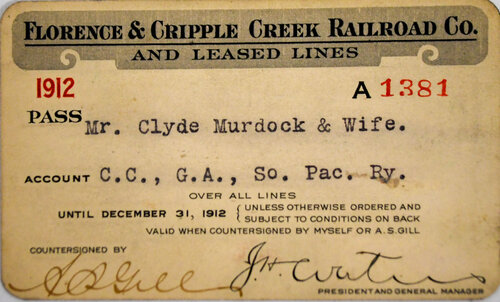 FLORENCE & CRIPPLE CREEK RAILROAD CO.
AND LEASED LINES
1912 A 1381
PASS Mr. Clyde Murdock & Wife.
ACCOUNT C.C., G.A., So. Pac. Ry.
OVER ALL LINES
UNTIL DECEMBER 31, 1912 { UNLESS OTHERWISE ORDERED AND
SUBJECT TO CONDITIONS ON BACK
VALID WHEN COUNTERSIGNED BY MYSELF OR A.S.GILL
COUNTERSIGNED BY
A S Gill J.H. Waters
PRESIDENT AND GENERAL MANAGER